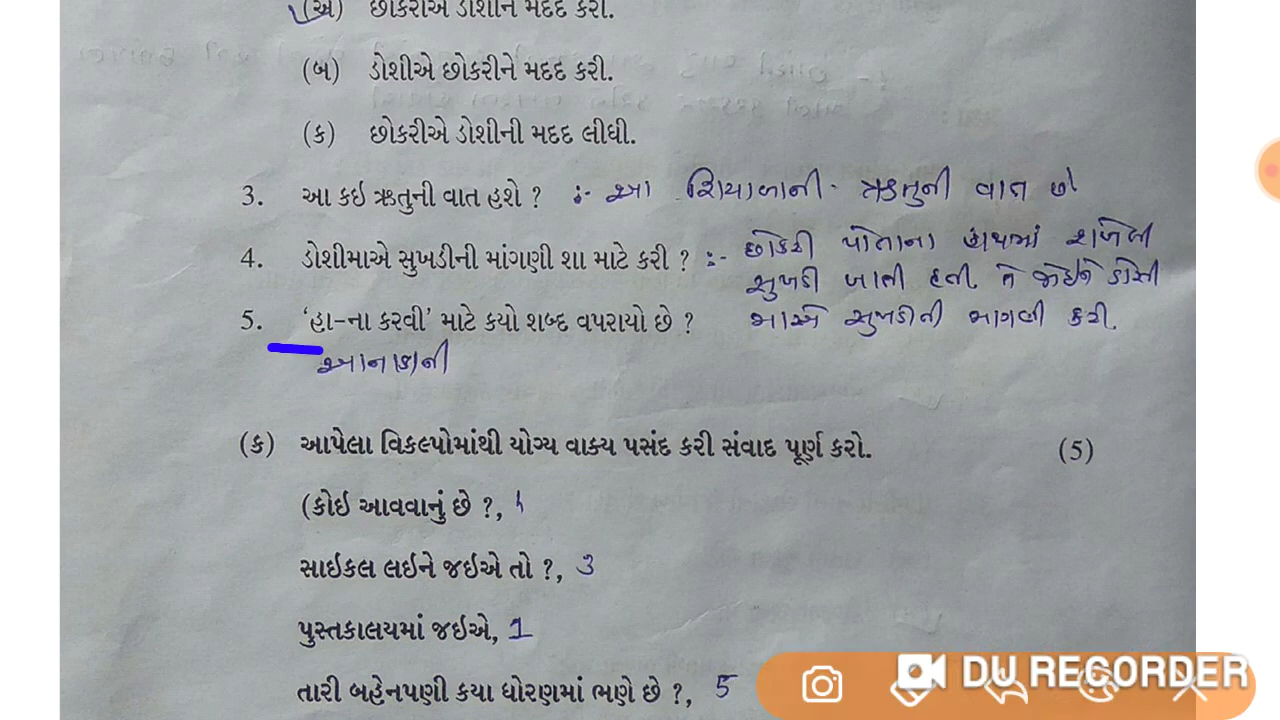 (અ) છોકરીએ ડોશીને મદદ કરી.
(બ) ડોશીએ છોકરીને મદદ કરી.
(ક) છોકરીએ ડોશીની મદદ લીધી.
3. આ કઇ ઋતુની વાત હશે ? :- આ શિયાળાની ઋતુની વાત છે
4. ડોશીમાએ સુખડીની માંગણી શા માટે કરી ? :- છોકરી પોતાના હાથમાં રાખેલી
સુખડી ખાતી હતી. તે જોઈને ડોસી
5. ‘હા-ના કરવી’ માટે કયો શબ્દ વપરાયો છે ? માએ સુખડીની માગણી કરી.
આનાકાની
(ક) આપેલા વિકલ્પોમાંથી યોગ્ય વાક્ય પસંદ કરી સંવાદ પૂર્ણ કરો. (5)
(કોઇ આવવાનું છે ?,
સાઇકલ લઇને જઇએ તો ?, 3
પુસ્તકાલયમાં જઇએ, 1
તારી બહેનપણી કયા ધોરણમાં ભણે છે ?, 5
DU RECORDER